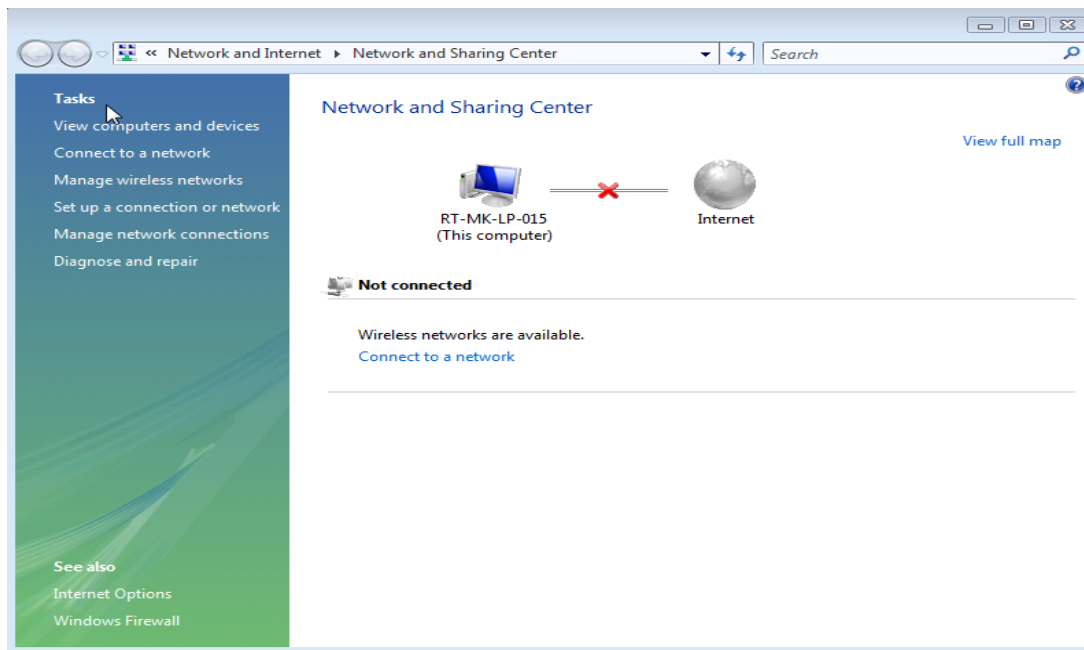 « Network and Internet ▸ Network and Sharing Center
Search
Tasks
View computers and devices
Connect to a network
Manage wireless networks
Set up a connection or network
Manage network connections
Diagnose and repair
See also
Internet Options
Windows Firewall
Network and Sharing Center
View full map
RT-MK-LP-015
(This computer)
Internet
Not connected
Wireless networks are available.
Connect to a network